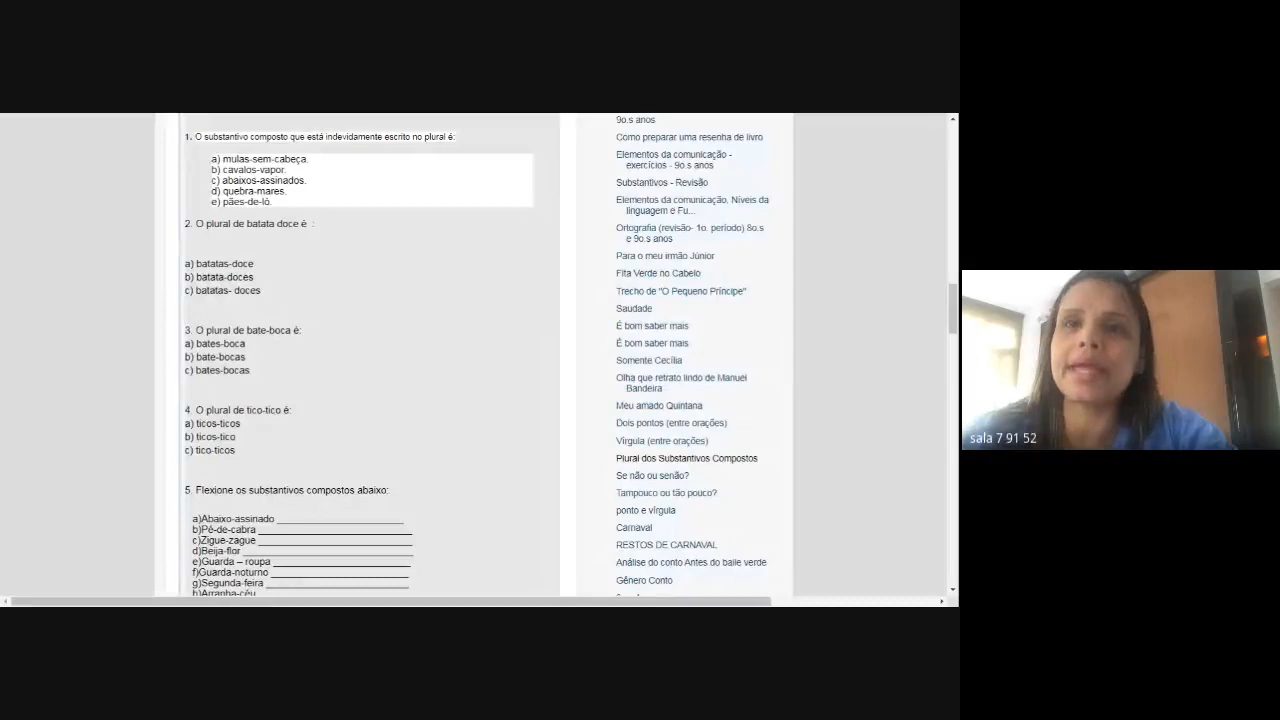 1. O substantivo composto que está indevidamente escrito no plural é:
a) mulas-sem-cabeça.
b) cavalos-vapor.
c) abaixos-assinados.
d) quebra-mares.
e) pães-de-ló.
2. O plural de batata doce é :
a) batatas-doce
b) batata-doces
c) batatas- doces
3. O plural de bate-boca é:
a) bates-boca
b) bate-bocas
c) bates-bocas
4. O plural de tico-tico é:
a) ticos-ticos
b) ticos-tico
c) tico-ticos
5. Flexione os substantivos compostos abaixo:
a)Abaixo-assinado ________________________
b)Pé-de-cabra _____________________________
c)Zigue-zague _____________________________
d)Beija-flor ________________________________
e)Guarda – roupa __________________________
f)Guarda-noturno __________________________
g)Segunda-feira ___________________________
h)Arranha-céu
9o.s anos
Como preparar uma resenha de livro
Elementos da comunicação -
exercícios - 9o.s anos
Substantivos - Revisão
Elementos da comunicação. Níveis da
linguagem e Fu...
Ortografia (revisão- 1o. período) 8o.s
e 9o.s anos
Para o meu irmão Júnior
Fita Verde no Cabelo
Trecho de "O Pequeno Príncipe"
Saudade
É bom saber mais
É bom saber mais
Somente Cecília
Olha que retrato lindo de Manuel
Bandeira
Meu amado Quintana
Dois pontos (entre orações)
Vírgula (entre orações)
Plural dos Substantivos Compostos
Se não ou senão?
Tampouco ou tão pouco?
ponto e vírgula
Carnaval
RESTOS DE CARNAVAL
Análise do conto Antes do baile verde
Gênero Conto
sala 7 91 52